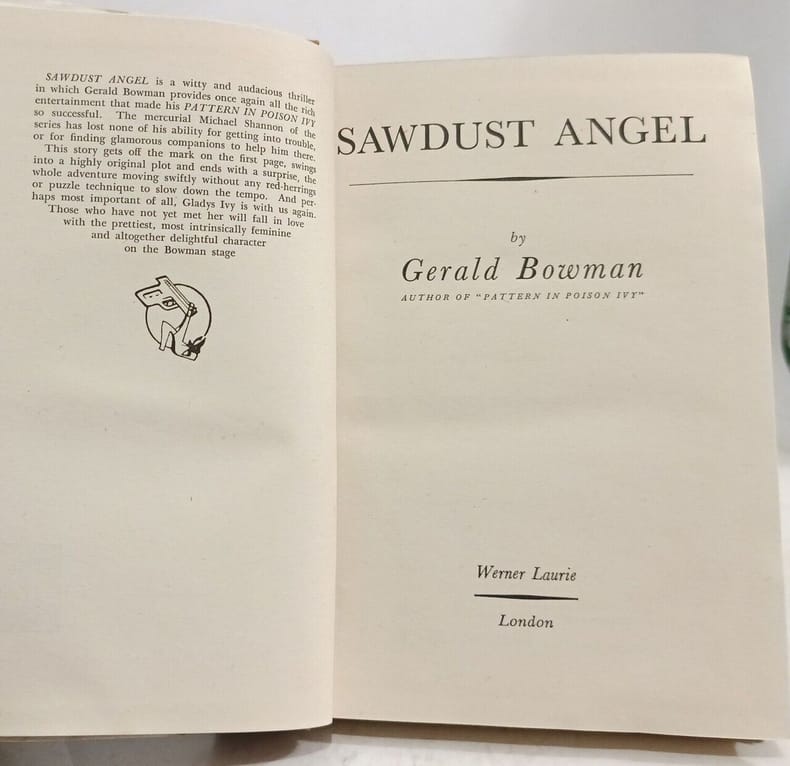 SAWDUST ANGEL is a witty and audacious thriller
in which Gerald Bowman provides once again all the rich
entertainment that made his PATTERN IN POISON IVY
so successful. The mercurial Michael Shannon of the
series has lost none of his ability for getting into trouble,
or for finding glamorous companions to help him there.
This story gets off the mark on the first page, swings
into a highly original plot and ends with a surprise, the
whole adventure moving swiftly without any red-herrings
or puzzle technique to slow down the tempo. And per-
haps most important of all, Gladys Ivy is with us again.
Those who have not yet met her will fall in love
with the prettiest, most intrinsically feminine
and altogether delightful character
on the Bowman stage
SAWDUST ANGEL
by
Gerald Bowman
AUTHOR OF "PATTERN IN POISON IVY"
Werner Laurie
London